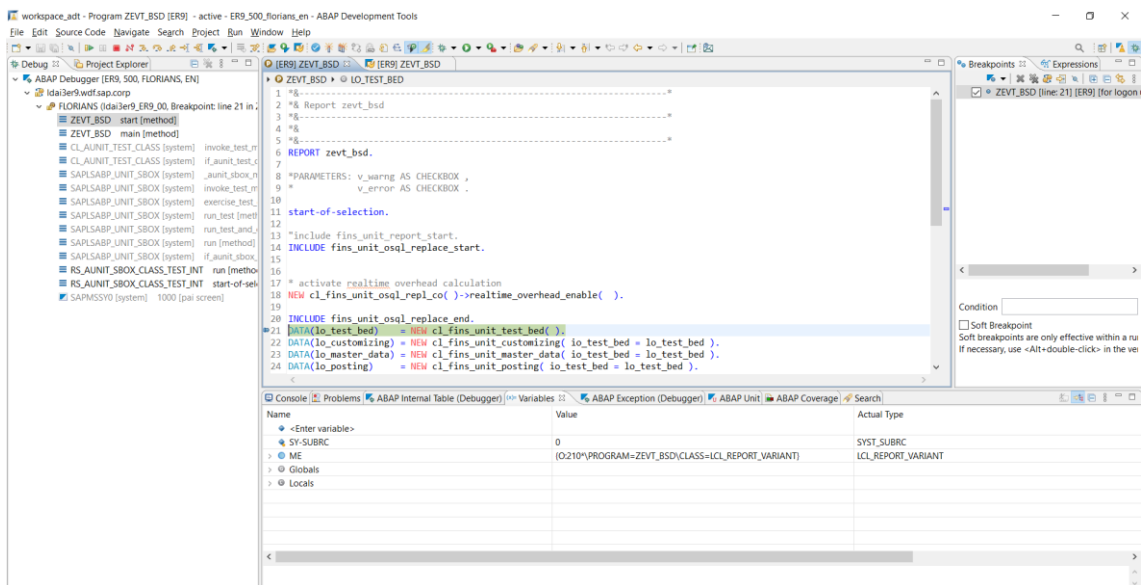 workspace_adt - Program ZEVT_BSD [ER9] - active - ER9_500_florians_en - ABAP Development Tools
File Edit Source Code Navigate Search Project Run Window Help
Debug Project Explorer
ABAP Debugger [ER9, 500, FLORIANS, EN]
ldai3er9.wdf.sap.corp
FLORIANS (ldai3er9_ER9_00, Breakpoint: line 21 in
ZEVT_BSD start [method]
ZEVT_BSD main [method]
CL_AUNIT_TEST_CLASS [system] invoke_test_m
CL_AUNIT_TEST_CLASS [system] if_aunit_test_c
SAPLSABP_UNIT_SBOX [system] _aunit_sbox_n
SAPLSABP_UNIT_SBOX [system] invoke_test_m
SAPLSABP_UNIT_SBOX [system] exercise_test_
SAPLSABP_UNIT_SBOX [system] run_test [meth
SAPLSABP_UNIT_SBOX [system] run_test_and_
SAPLSABP_UNIT_SBOX [system] run [method]
SAPLSABP_UNIT_SBOX [system] if_aunit_sbox_
RS_AUNIT_SBOX_CLASS_TEST_INT run [metho
RS_AUNIT_SBOX_CLASS_TEST_INT start-of-sel
SAPMSSY0 [system] 1000 [pai screen]
[ER9] ZEVT_BSD [ER9] ZEVT_BSD
ZEVT_BSD LO_TEST_BED
1 *&---------------------------------------------------------------------*
2 *& Report zevt_bsd
3 *&---------------------------------------------------------------------*
4 *&
5 *&---------------------------------------------------------------------*
6 REPORT zevt_bsd.
7
8 *PARAMETERS: v_warng AS CHECKBOX ,
9 * v_error AS CHECKBOX .
10
11 start-of-selection.
12
13 "include fins_unit_report_start.
14 INCLUDE fins_unit_osql_replace_start.
15
16
17 * activate realtime overhead calculation
18 NEW cl_fins_unit_osql_repl_co( )->realtime_overhead_enable( ).
19
20 INCLUDE fins_unit_osql_replace_end.
21 DATA(lo_test_bed) = NEW cl_fins_unit_test_bed( ).
22 DATA(lo_customizing) = NEW cl_fins_unit_customizing( io_test_bed = lo_test_bed ).
23 DATA(lo_master_data) = NEW cl_fins_unit_master_data( io_test_bed = lo_test_bed ).
24 DATA(lo_posting) = NEW cl_fins_unit_posting( io_test_bed = lo_test_bed ).
Breakpoints Expressions
ZEVT_BSD [line: 21] [ER9] [for logon
Condition
Soft Breakpoint
Soft breakpoints are only effective within a ru
If necessary, use <Alt+double-click> in the ver
Console Problems ABAP Internal Table (Debugger) Variables ABAP Exception (Debugger) ABAP Unit ABAP Coverage Search
Name Value Actual Type
<Enter variable>
SY-SUBRC 0 SYST_SUBRC
ME {O:210*\PROGRAM=ZEVT_BSD\CLASS=LCL_REPORT_VARIANT} LCL_REPORT_VARIANT
Globals
Locals